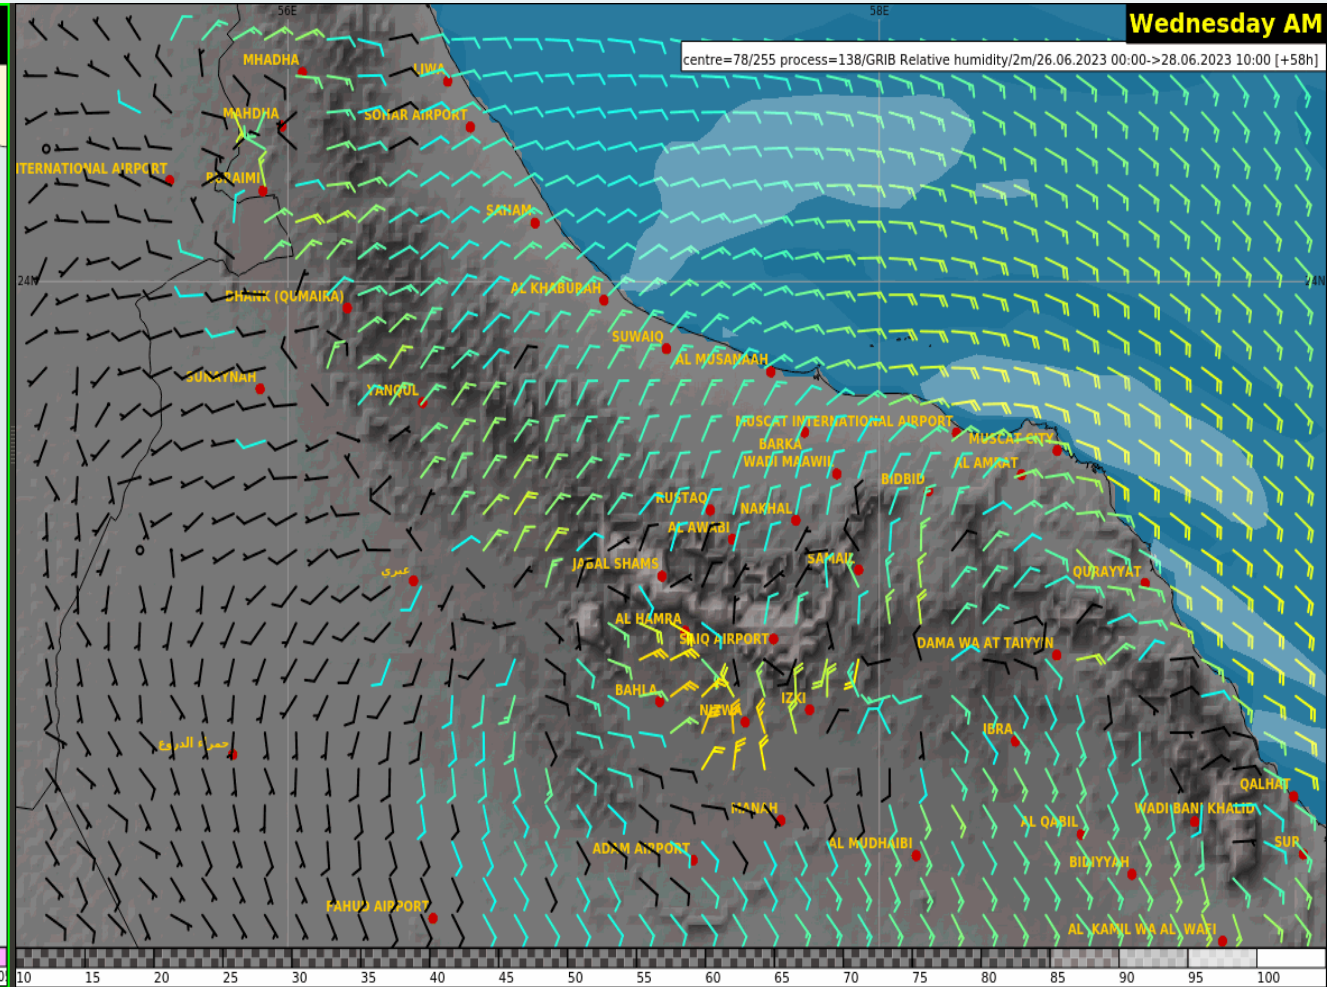 56E
58E
Wednesday AM
centre=78/255 process=138/GRIB Relative humidity/2m/26.06.2023 00:00->28.06.2023 10:00 [+58h]
MHADHA
LIWA
MAHDHA
SOHAR AIRPORT
NTERNATIONAL AIRPORT
BURAIMI
SAHAM
24N
24N
DHANK (QUMAIRA)
AL KHABURAH
SUWAIQ
AL MUSANAAH
SUNAYNAH
YANQUL
MUSCAT INTERNATIONAL AIRPORT
MUSCAT CITY
BARKA
WADI MAAWIL
AL AMRAT
BIDBID
RUSTAQ
NAKHAL
AL AWABI
JABAL SHAMS
SAMAIL
عبري
QURAYYAT
AL HAMRA
SAIQ AIRPORT
DAMA WA AT TAIYYIN
BAHLA
IZKI
NIZWA
IBRA
حمراء الدروع
QALHAT
MANAH
WADI BANI KHALID
AL QABIL
SUR
ADAM AIRPORT
AL MUDHAIBI
BIDIYYAH
FAHUD AIRPORT
AL KAMIL WA AL WAFI
10 15 20 25 30 35 40 45 50 55 60 65 70 75 80 85 90 95 100